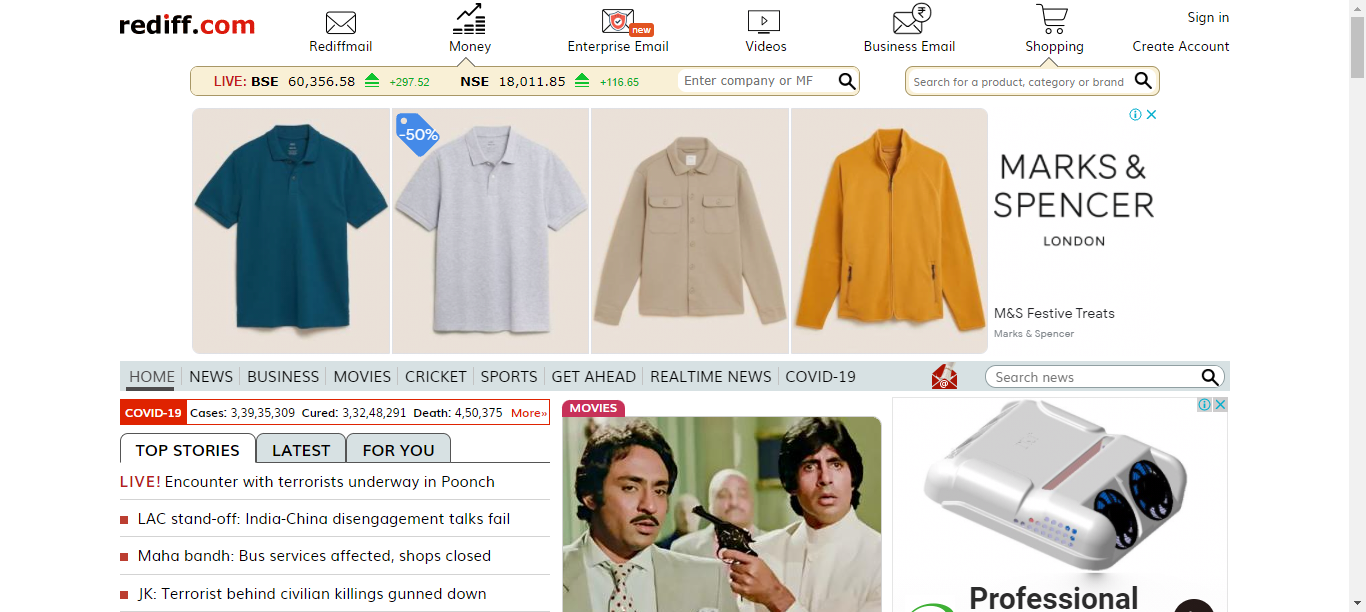 rediff.com
Rediffmail
Money
new
Enterprise Email
Videos
₹
Business Email
Shopping
Sign in
Create Account
LIVE: BSE 60,356.58 +297.52 NSE 18,011.85 +116.65
Enter company or MF
Search for a product, category or brand
-50%
MARKS &
SPENCER
LONDON
M&S Festive Treats
Marks & Spencer
HOME NEWS BUSINESS MOVIES CRICKET SPORTS GET AHEAD REALTIME NEWS COVID-19
@
Search news
COVID-19 Cases: 3,39,35,309 Cured: 3,32,48,291 Death: 4,50,375 More»
TOP STORIES LATEST FOR YOU
LIVE! Encounter with terrorists underway in Poonch
LAC stand-off: India-China disengagement talks fail
Maha bandh: Bus services affected, shops closed
JK: Terrorist behind civilian killings gunned down
MOVIES
Professional